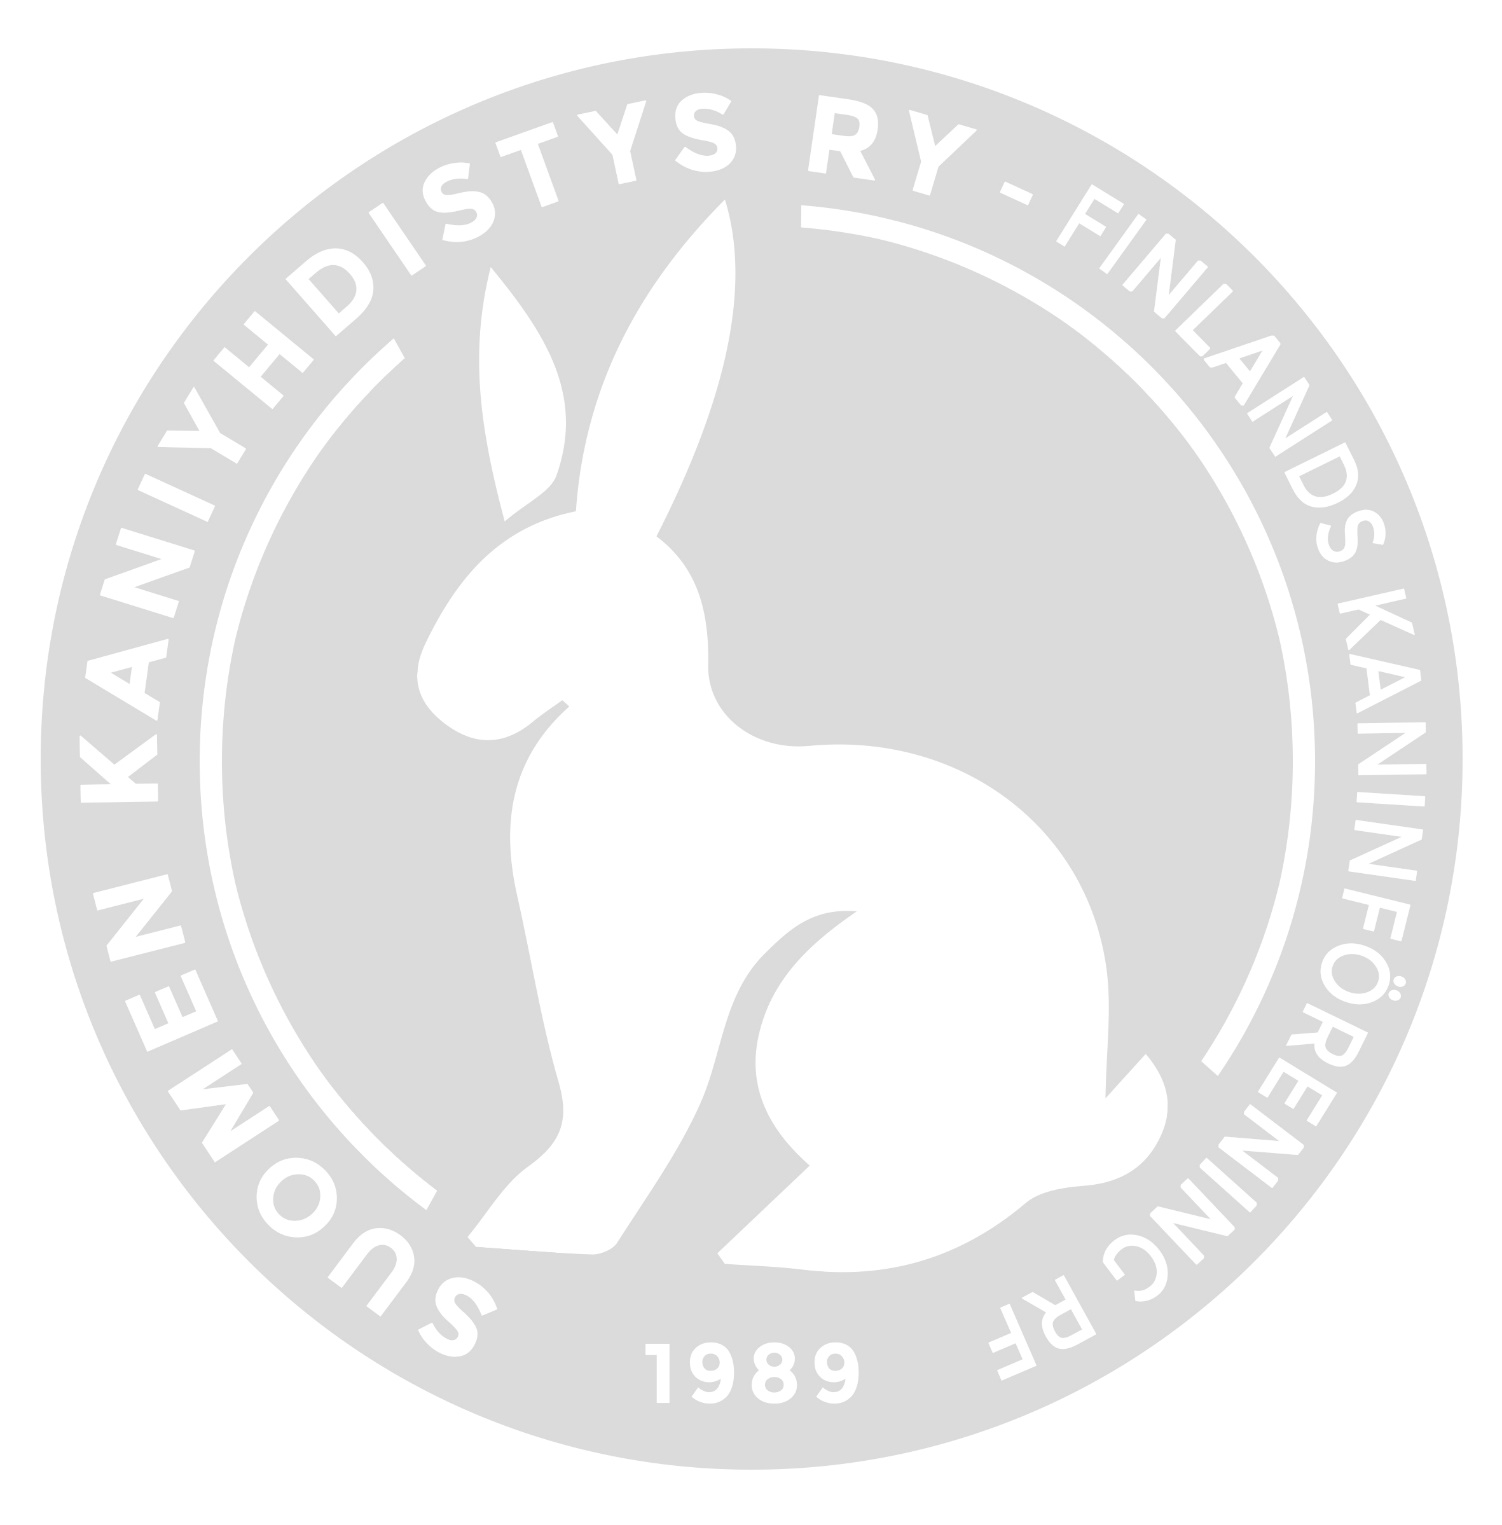 SUOMEN KANIYHDISTYS RY - FINLANDS KANINFÖRENING RF
1989